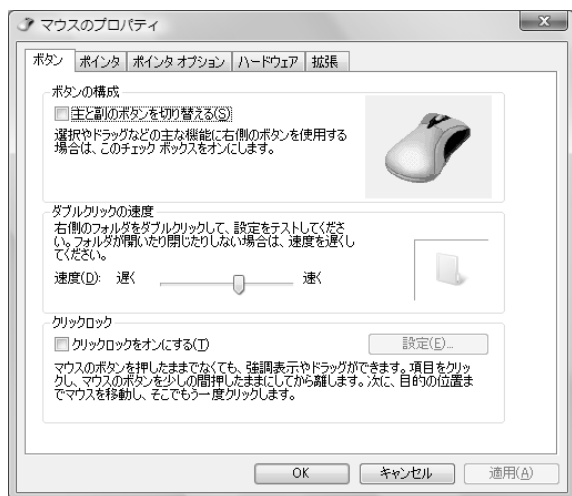 マウスのプロパティ
ボタン ポインタ ポインタ オプション ハードウェア 拡張
ボタンの構成
主と副のボタンを切り替える(S)
選択やドラッグなどの主な機能に右側のボタンを使用する
場合は、このチェック ボックスをオンにします。
ダブルクリックの速度
右側のフォルダをダブルクリックして、設定をテストしてくださ
い。フォルダが開いたり閉じたりしない場合は、速度を遅くし
てください。
速度(D): 遅く 速く
クリックロック
クリックロックをオンにする(T) 設定(E)...
マウスのボタンを押したままでなくても、強調表示やドラッグができます。項目をクリッ
クし、マウスのボタンを少しの間押したままにしてから離します。次に、目的の位置ま
でマウスを移動し、そこでもう一度クリックします。
OK キャンセル 適用(A)